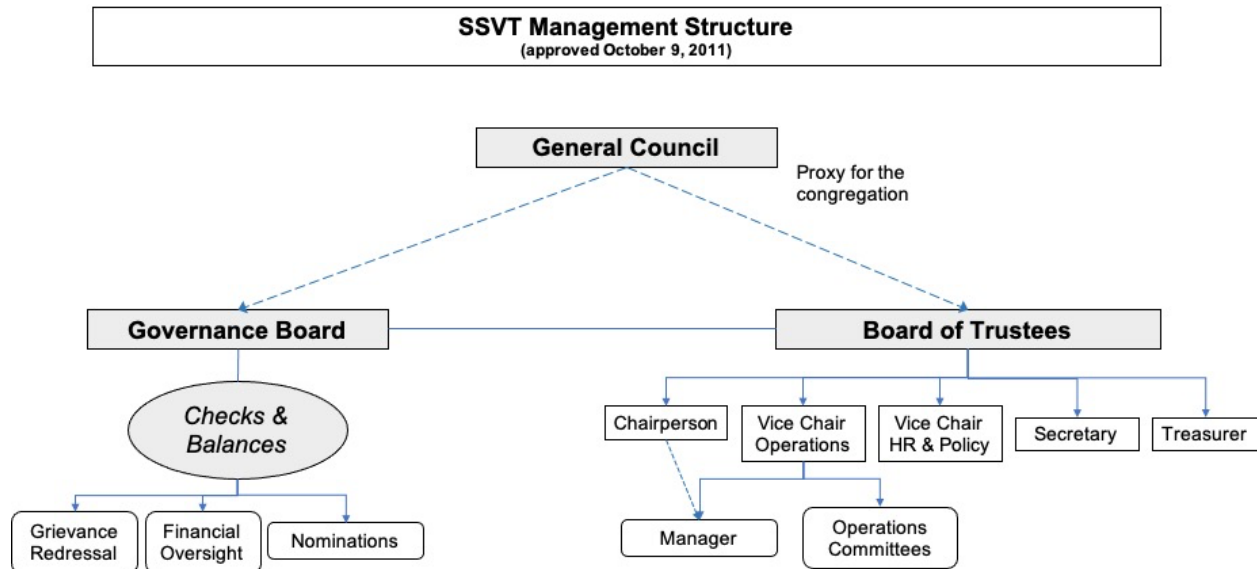 SSVT Management Structure
(approved October 9, 2011)
General Council
Proxy for the
congregation
Governance Board
Board of Trustees
Checks &
Balances
Chairperson
Vice Chair
Operations
Vice Chair
HR & Policy
Secretary
Treasurer
Grievance
Redressal
Financial
Oversight
Nominations
Manager
Operations
Committees